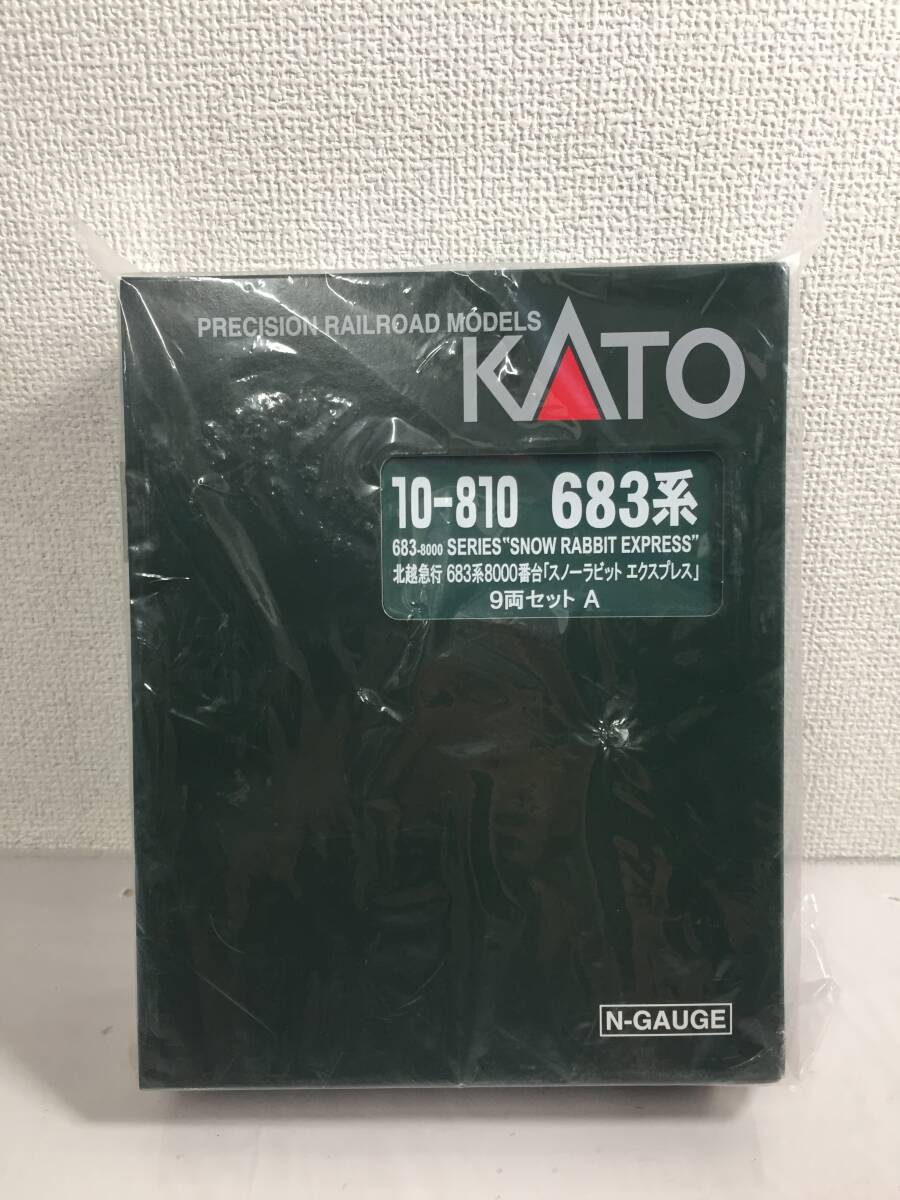 PRECISION RAILROAD MODELS
KATO
10-810 683系
683-8000 SERIES"SNOW RABBIT EXPRESS"
北越急行 683系8000番台「スノーラビット エクスプレス」
9両セット A
N-GAUGE